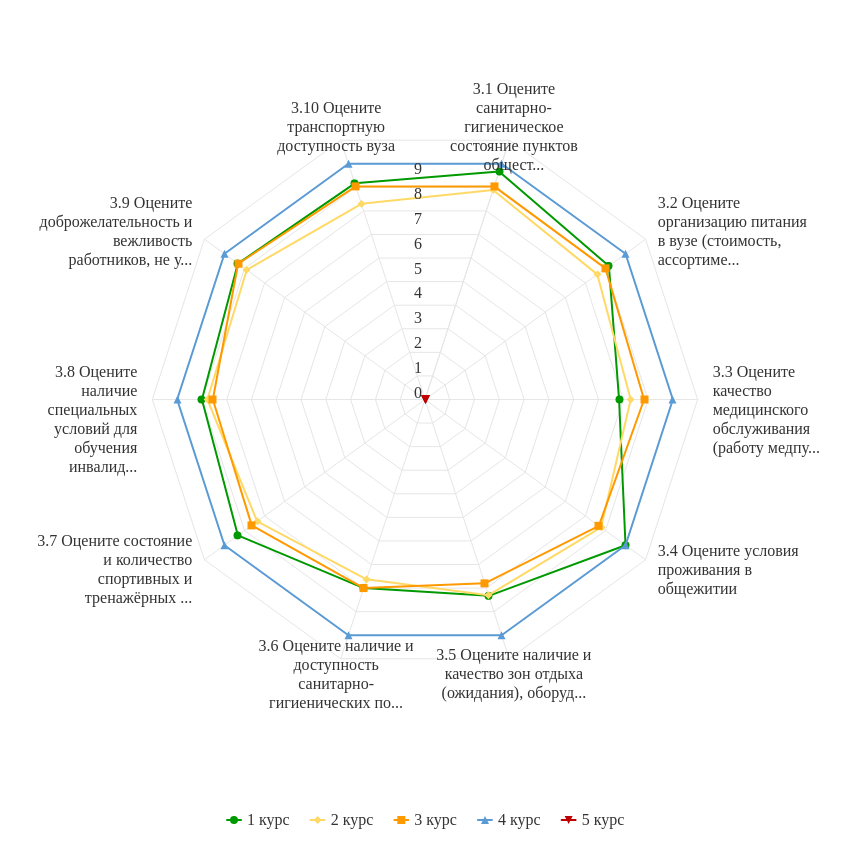 3.1 Оцените
санитарно-
гигиеническое
состояние пунктов
общест...
3.10 Оцените
транспортную
доступность вуза
3.2 Оцените
организацию питания
в вузе (стоимость,
ассортиме...
3.9 Оцените
доброжелательность и
вежливость
работников, не у...
9
8
7
6
5
4
3
2
1
0
3.3 Оцените
качество
медицинского
обслуживания
(работу медпу...
3.8 Оцените
наличие
специальных
условий для
обучения
инвалид...
3.4 Оцените условия
проживания в
общежитии
3.7 Оцените состояние
и количество
спортивных и
тренажёрных ...
3.6 Оцените наличие и
доступность
санитарно-
гигиенических по...
3.5 Оцените наличие и
качество зон отдыха
(ожидания), оборуд...
1 курс 2 курс 3 курс 4 курс 5 курс